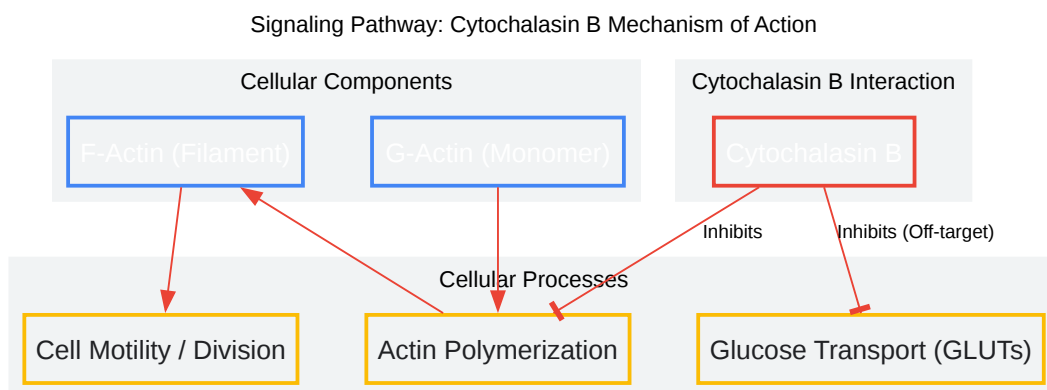 Signaling Pathway: Cytochalasin B Mechanism of Action
Cellular Components
Cytochalasin B Interaction
F-Actin (Filament)
G-Actin (Monomer)
Cytochalasin B
Inhibits
Inhibits (Off-target)
Cellular Processes
Cell Motility / Division
Actin Polymerization
Glucose Transport (GLUTs)